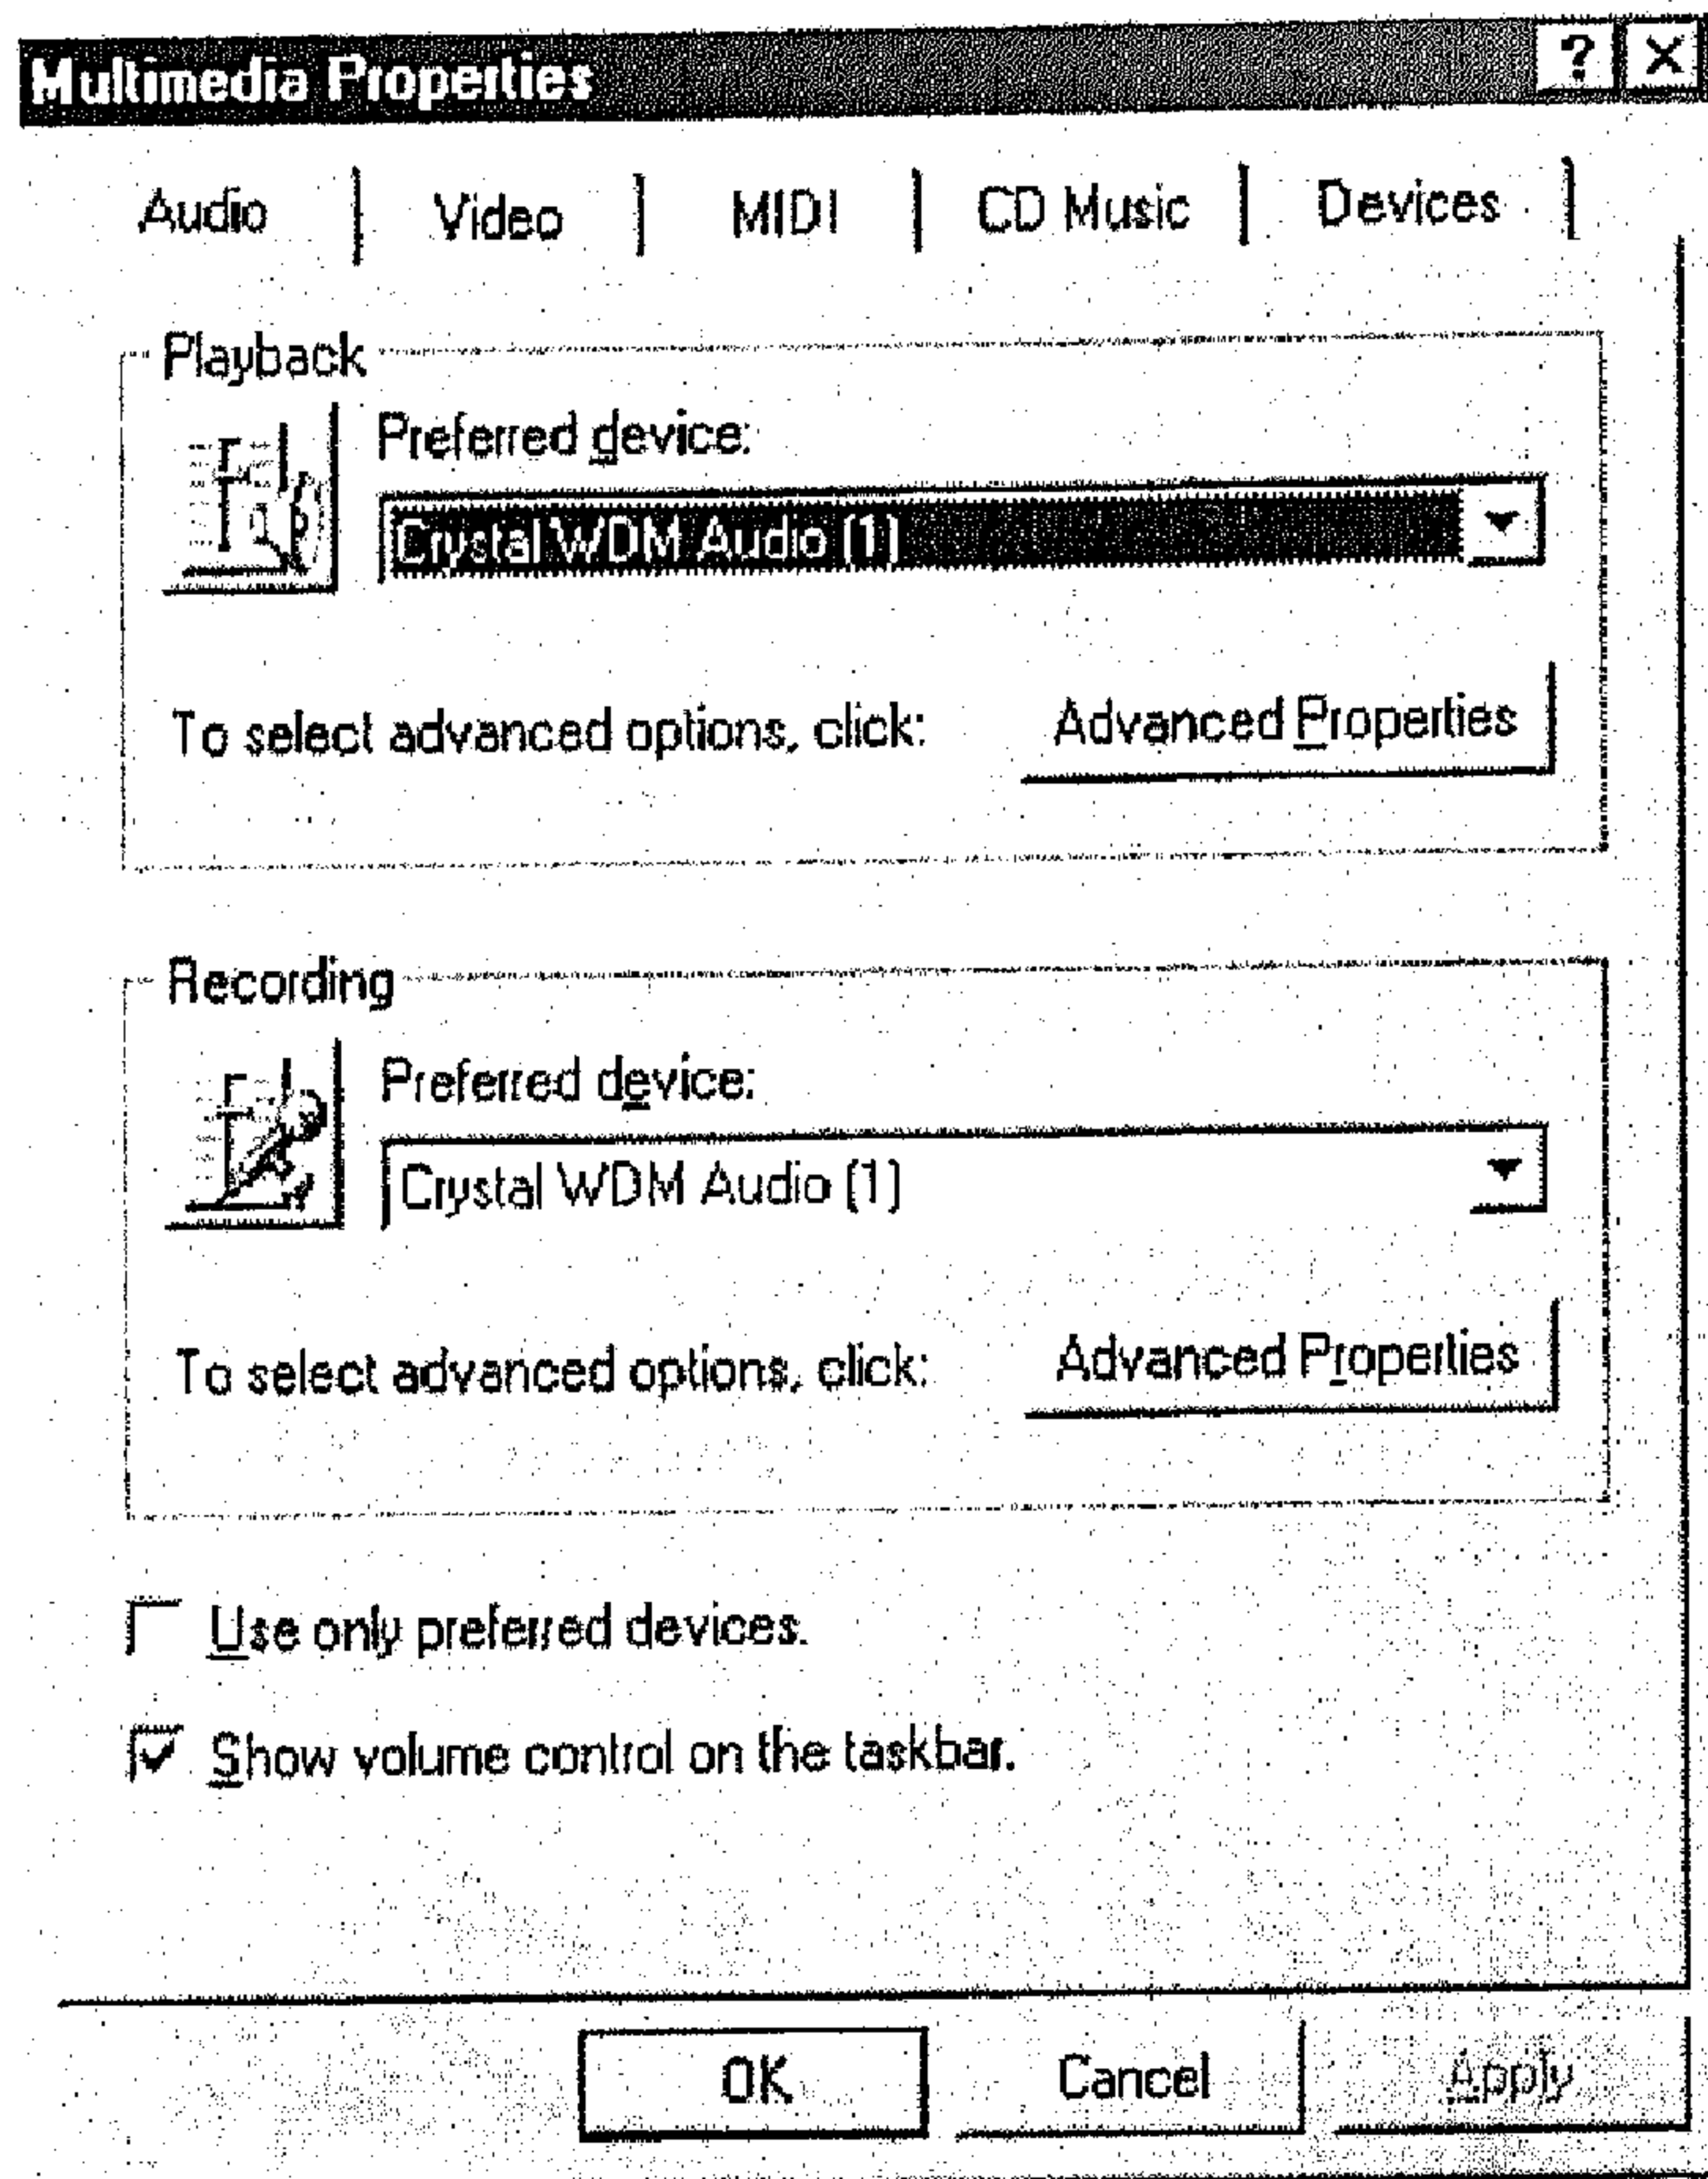 Multimedia Properties ? X
Audio Video MIDI CD Music Devices
Playback
Preferred device:
Crystal WDM Audio (1)
To select advanced options, click: Advanced Properties
Recording
Preferred device:
Crystal WDM Audio (1)
To select advanced options, click: Advanced Properties
Use only preferred devices.
Show volume control on the taskbar.
OK Cancel Apply